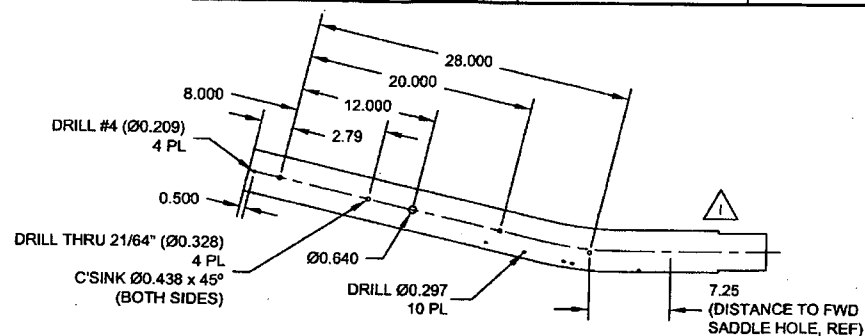 28.000
20.000
8.000
12.000
2.79
DRILL #4 (Ø0.209)
4 PL
0.500
1
DRILL THRU 21/64" (Ø0.328)
4 PL
C'SINK Ø0.438 x 45º
(BOTH SIDES)
Ø0.640
DRILL Ø0.297
10 PL
7.25
(DISTANCE TO FWD
SADDLE HOLE, REF)